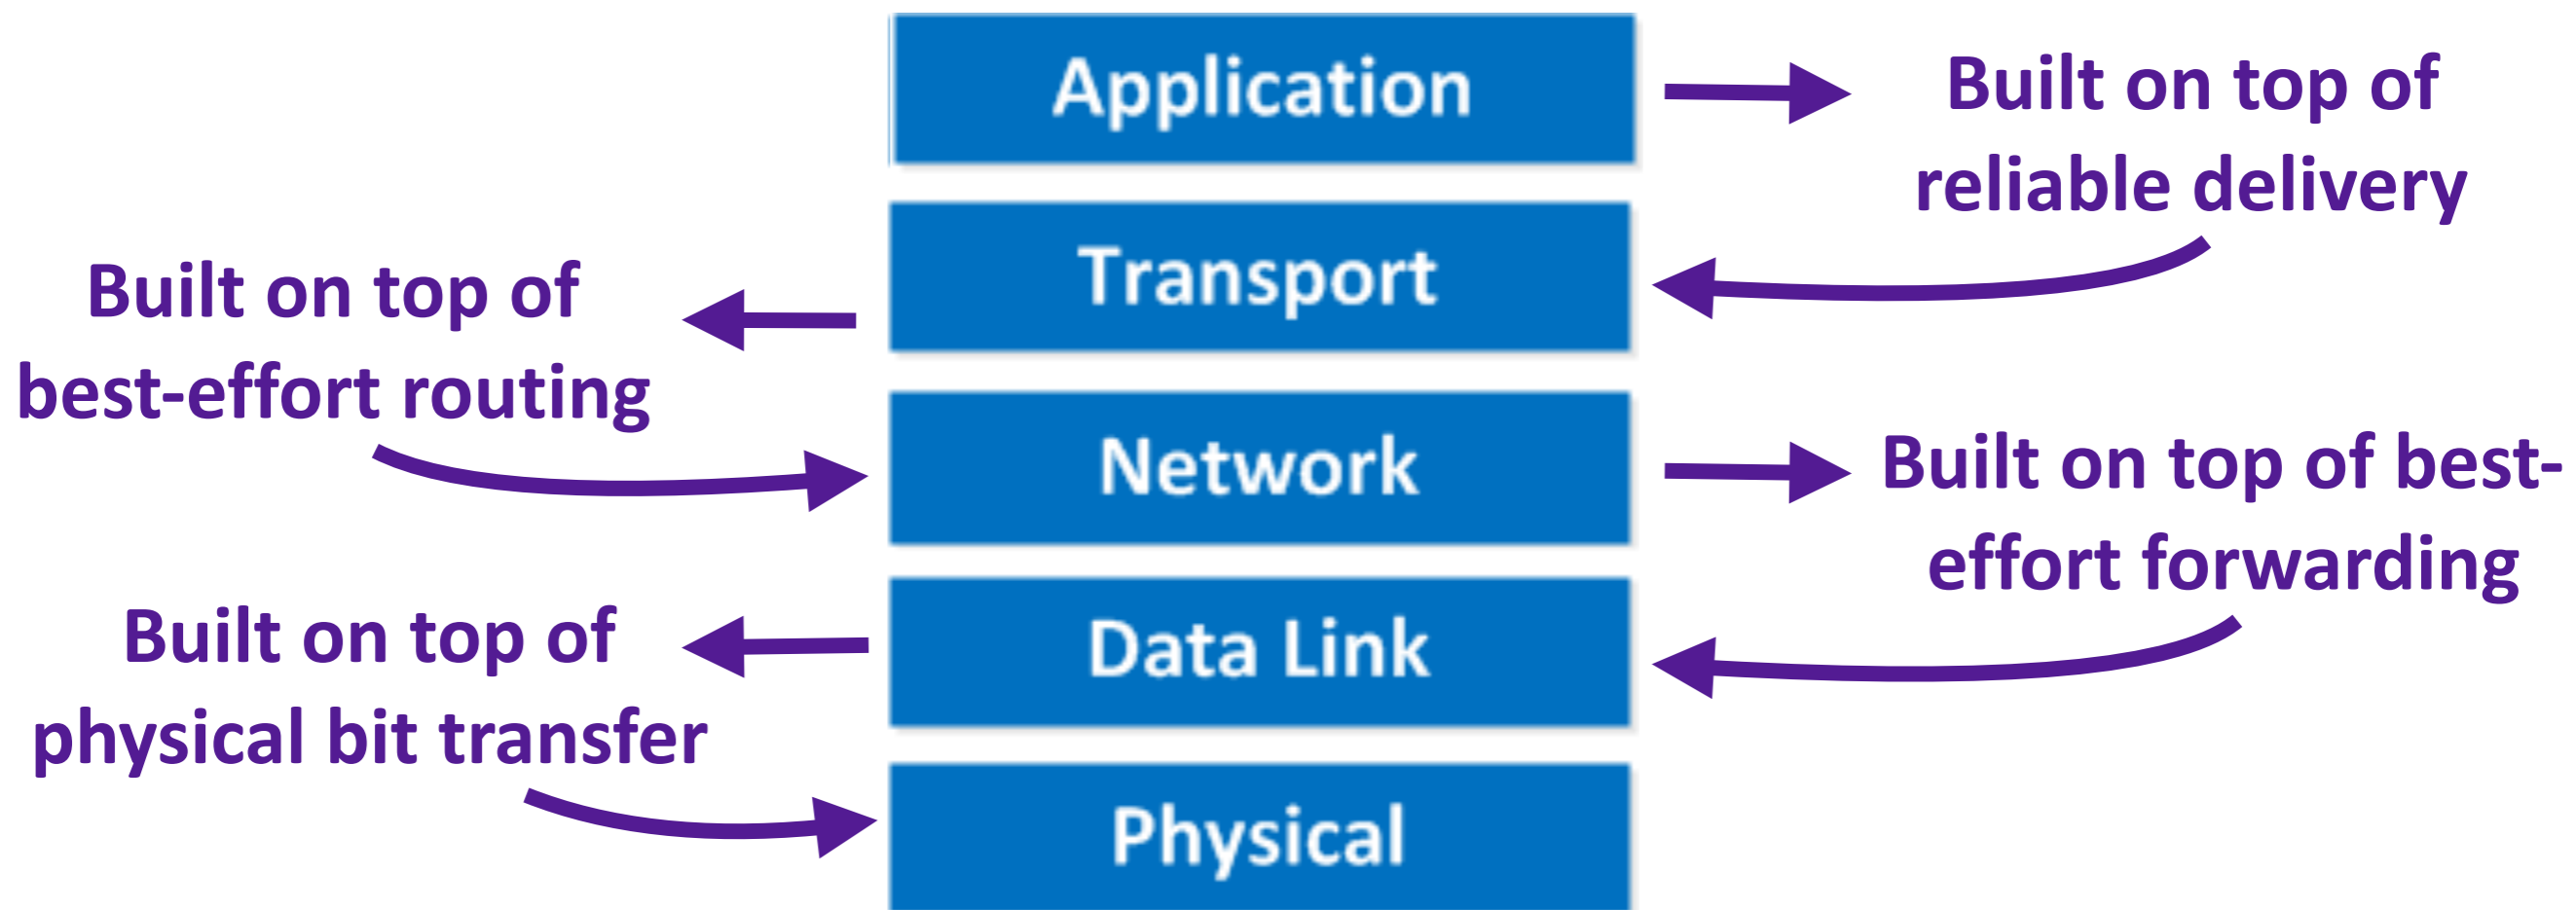 Application
Built on top of
reliable delivery
Transport
Built on top of
best-effort routing
Network
Built on top of best-
effort forwarding
Data Link
Built on top of
physical bit transfer
Physical